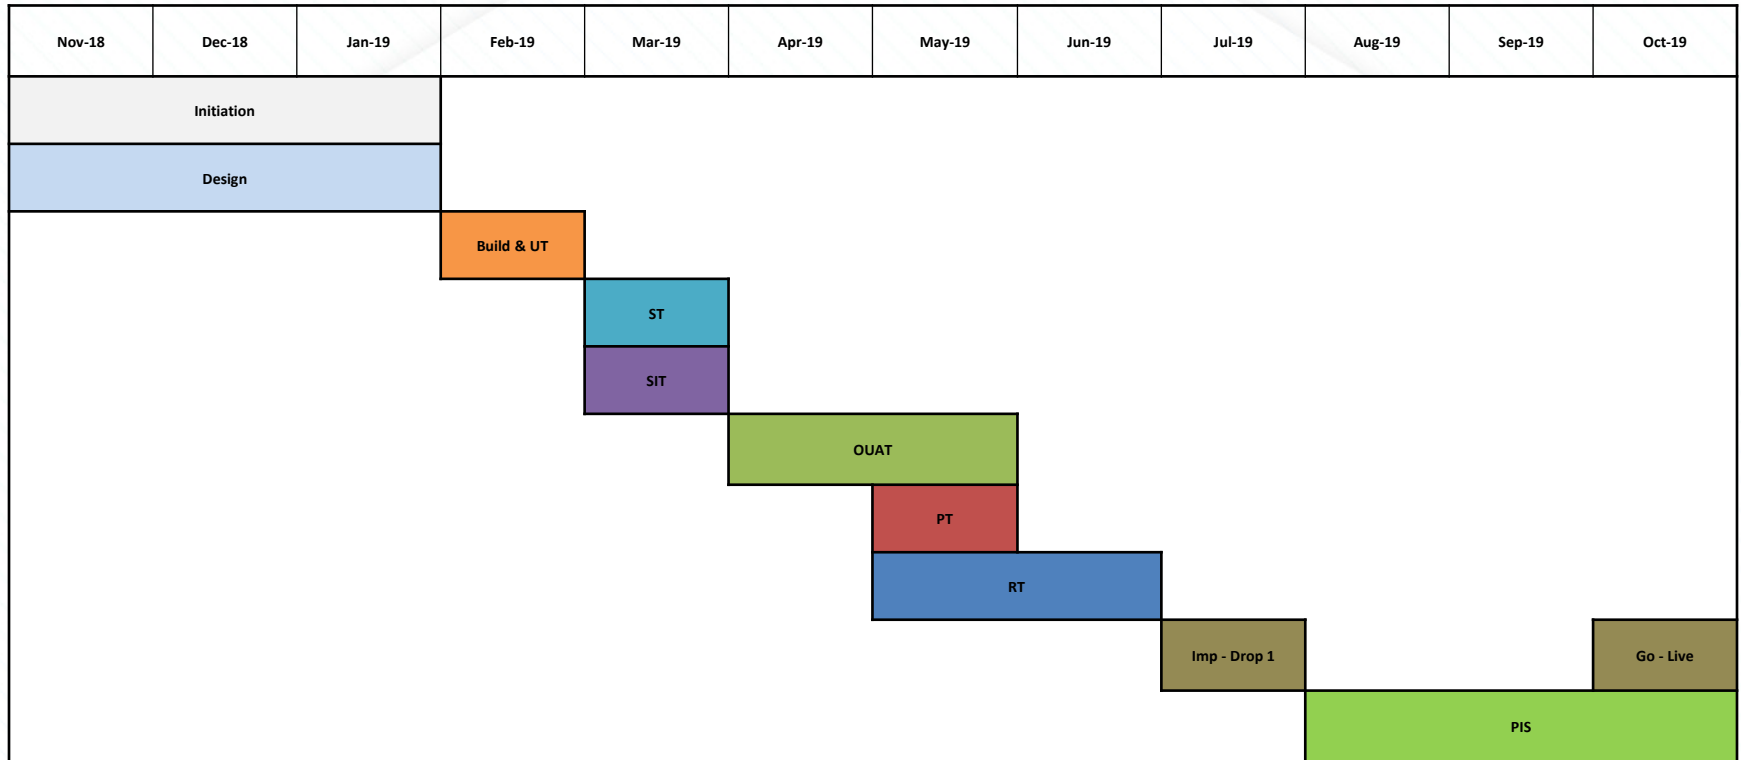 Nov-18 Dec-18 Jan-19 Feb-19 Mar-19 Apr-19 May-19 Jun-19 Jul-19 Aug-19 Sep-19 Oct-19
Initiation
Design
Build & UT
ST
SIT
OUAT
PT
RT
Imp - Drop 1 Go - Live
PIS